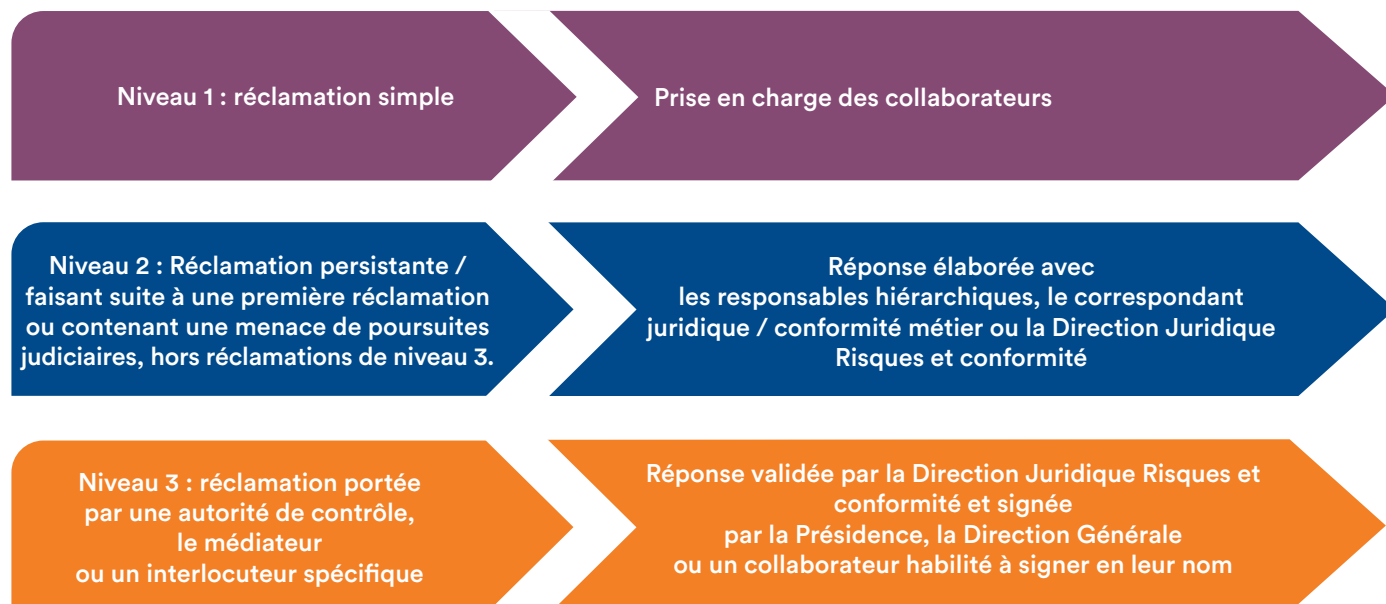 Niveau 1 : réclamation simple
Prise en charge des collaborateurs
Niveau 2 : Réclamation persistante /
faisant suite à une première réclamation
ou contenant une menace de poursuites
judiciaires, hors réclamations de niveau 3.
Réponse élaborée avec
les responsables hiérarchiques, le correspondant
juridique / conformité métier ou la Direction Juridique
Risques et conformité
Niveau 3 : réclamation portée
par une autorité de contrôle,
le médiateur
ou un interlocuteur spécifique
Réponse validée par la Direction Juridique Risques et
conformité et signée
par la Présidence, la Direction Générale
ou un collaborateur habilité à signer en leur nom